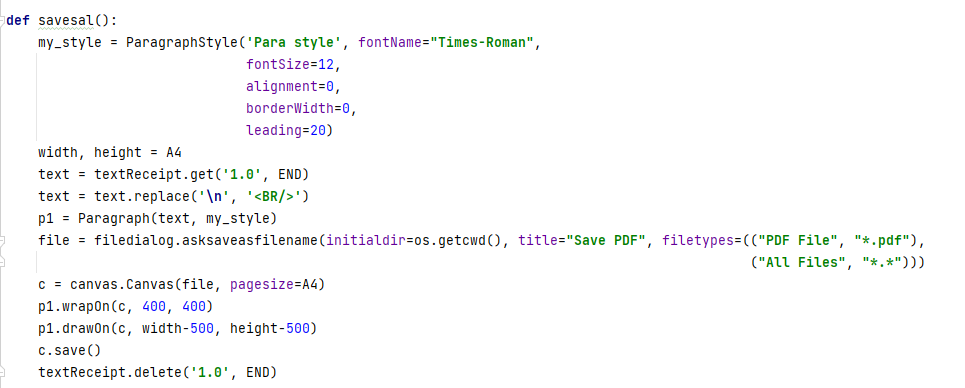 def savesal():
    my_style = ParagraphStyle('Para style', fontName="Times-Roman",
                              fontSize=12,
                              alignment=0,
                              borderWidth=0,
                              leading=20)
    width, height = A4
    text = textReceipt.get('1.0', END)
    text = text.replace('\n', '<BR/>')
    p1 = Paragraph(text, my_style)
    file = filedialog.asksaveasfilename(initialdir=os.getcwd(), title="Save PDF", filetypes=(("PDF File", "*.pdf"),
                                                                                             ("All Files", "*.*")))
    c = canvas.Canvas(file, pagesize=A4)
    p1.wrapOn(c, 400, 400)
    p1.drawOn(c, width-500, height-500)
    c.save()
    textReceipt.delete('1.0', END)